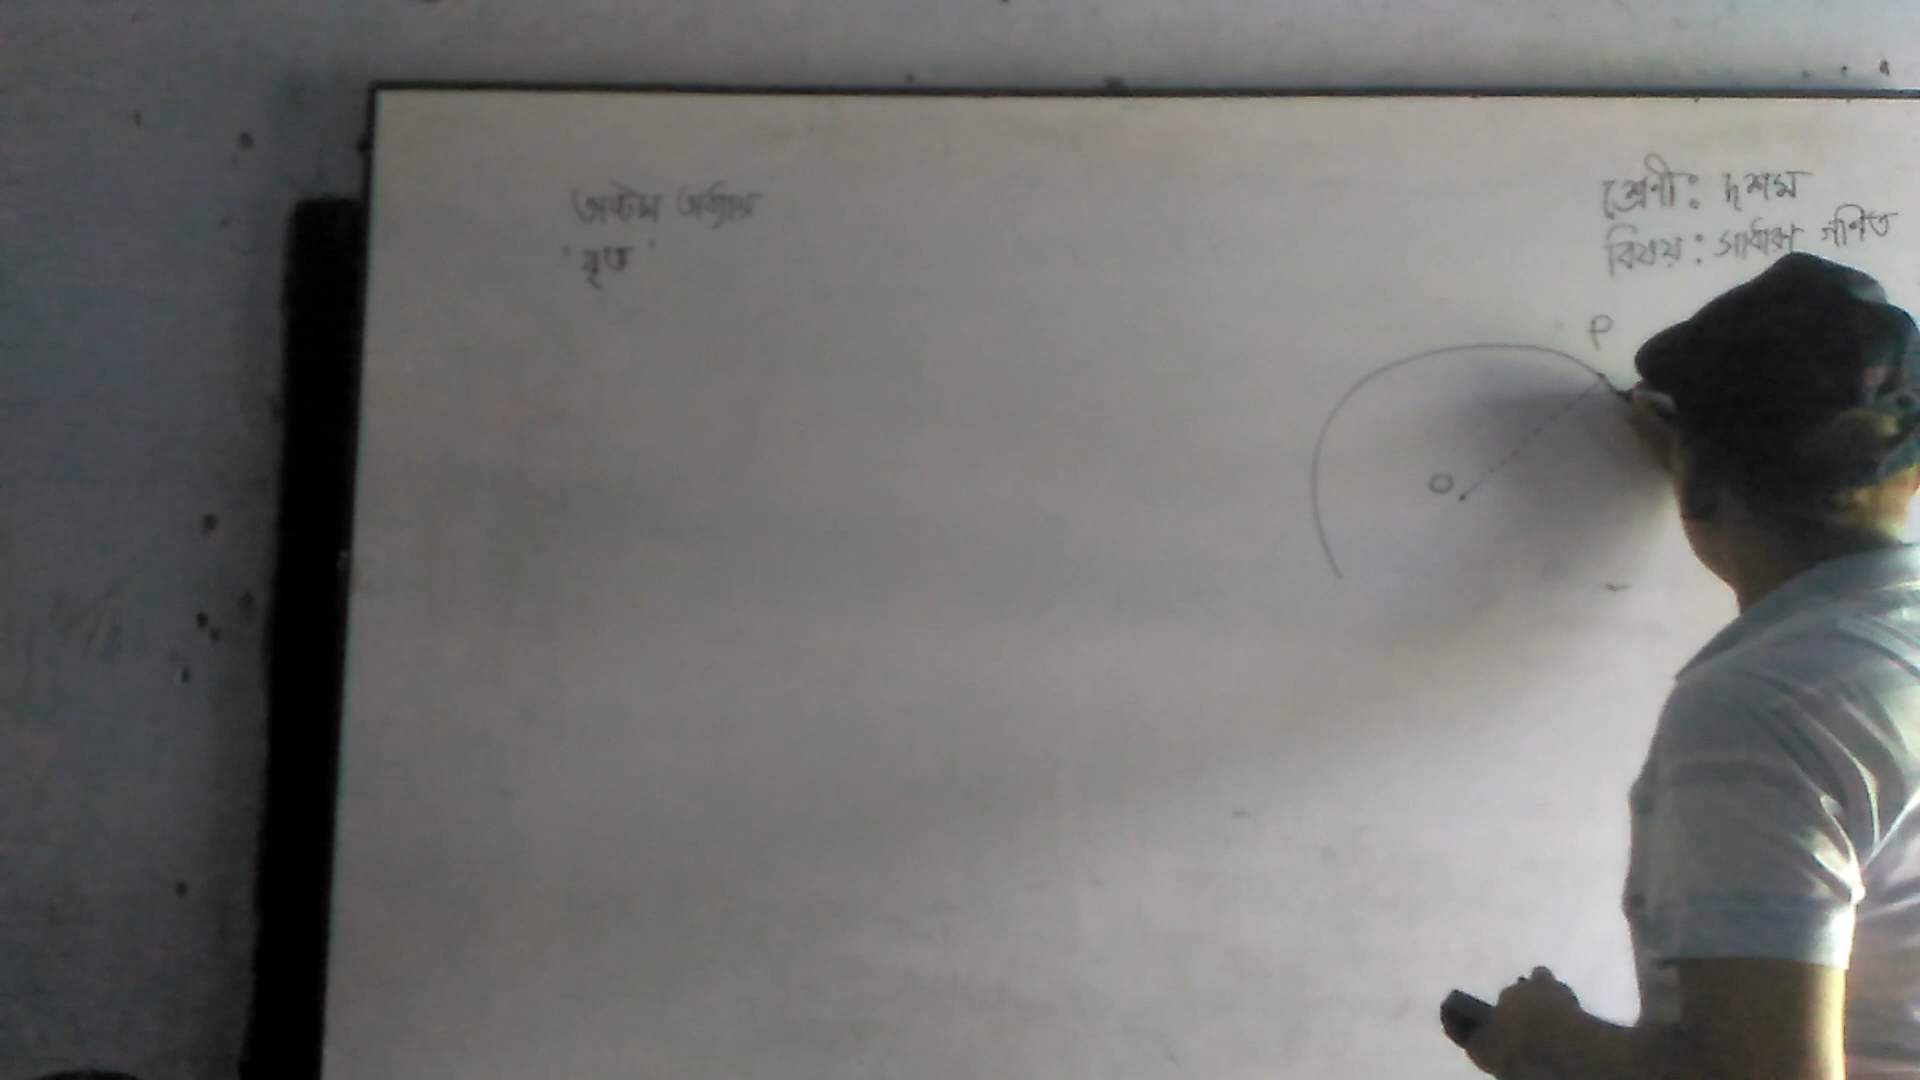 অষ্টম অধ্যায়
'বৃত্ত'
শ্রেণী: দশম
বিষয়: সাধারণ গণিত
P
O